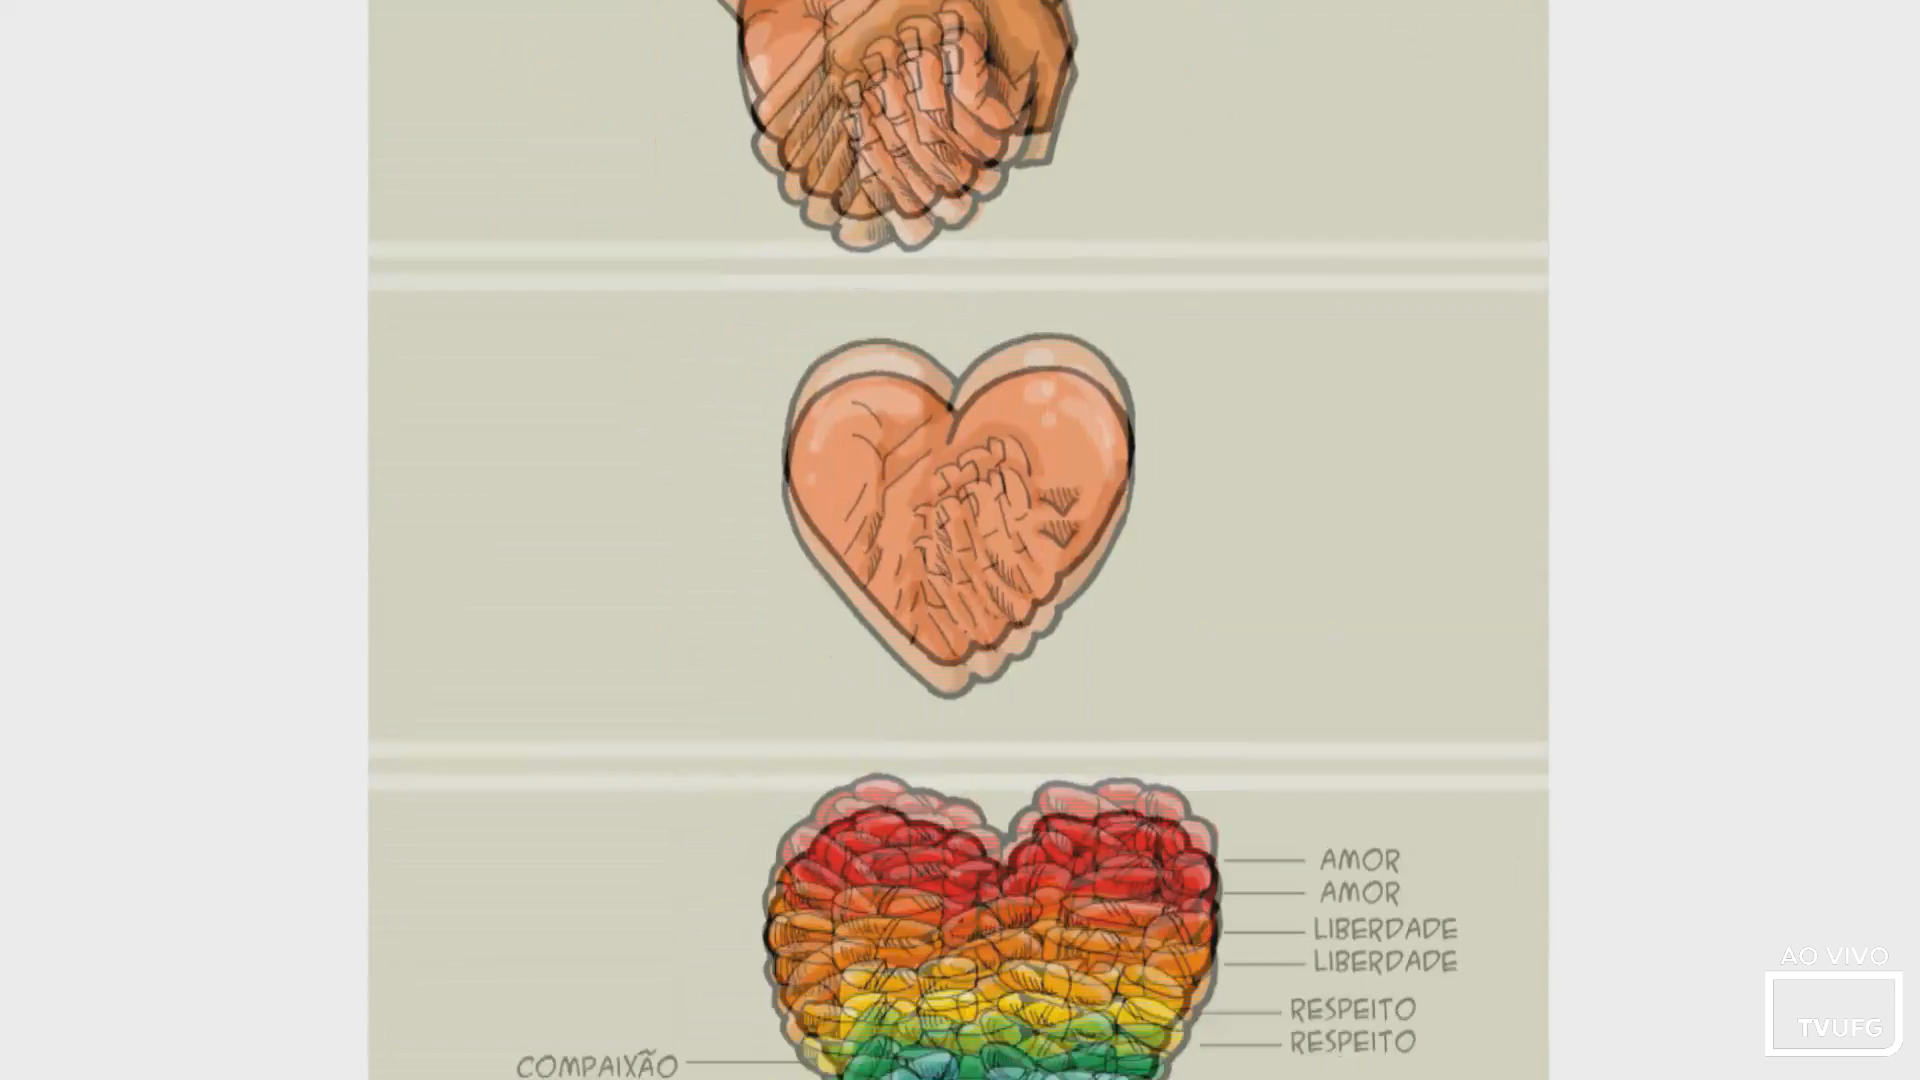 AMOR
AMOR
LIBERDADE
LIBERDADE
RESPEITO
RESPEITO
COMPAIXÃO
AO VIVO
TVUFG